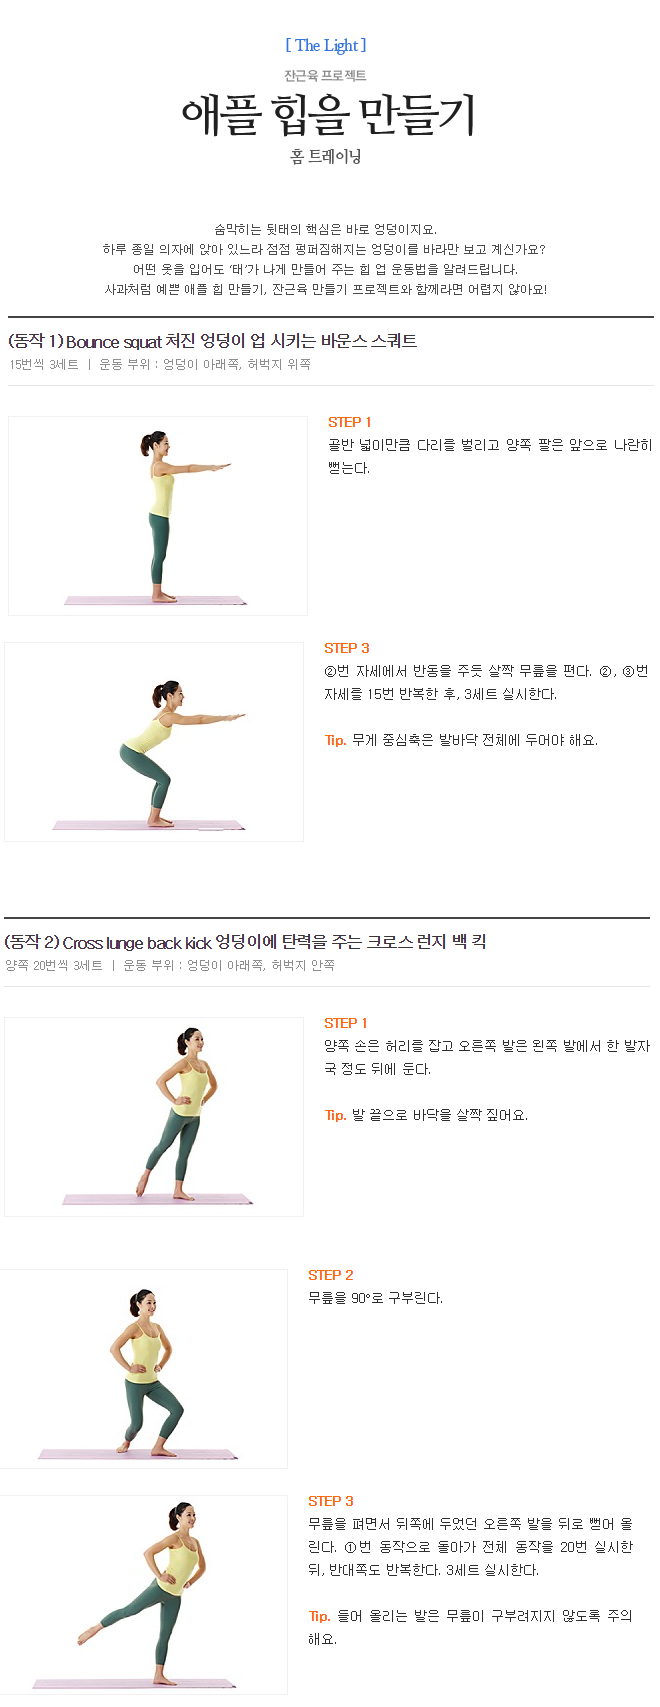 [ The Light ]
잔근육 프로젝트
애플 힙을 만들기
홈 트레이닝
숨막히는 뒷태의 핵심은 바로 엉덩이지요.
하루 종일 의자에 앉아 있느라 점점 펑퍼짐해지는 엉덩이를 바라만 보고 계신가요?
어떤 옷을 입어도 '태'가 나게 만들어 주는 힙 업 운동법을 알려드립니다.
사과처럼 예쁜 애플 힙 만들기, 잔근육 만들기 프로젝트와 함께라면 어렵지 않아요!
(동작 1) Bounce squat 처진 엉덩이 업 시키는 바운스 스쿼트
15번씩 3세트 | 운동 부위 : 엉덩이 아래쪽, 허벅지 위쪽
STEP 1
골반 넓이만큼 다리를 벌리고 양쪽 팔은 앞으로 나란히
뻗는다.
STEP 3
②번 자세에서 반동을 주듯 살짝 무릎을 편다. ②, ③번
자세를 15번 반복한 후, 3세트 실시한다.
Tip. 무게 중심축은 발바닥 전체에 두어야 해요.
(동작 2) Cross lunge back kick 엉덩이에 탄력을 주는 크로스 런지 백 킥
양쪽 20번씩 3세트 | 운동 부위 : 엉덩이 아래쪽, 허벅지 안쪽
STEP 1
양쪽 손은 허리를 잡고 오른쪽 발은 왼쪽 발에서 한 발자
국 정도 뒤에 둔다.
Tip. 발 끝으로 바닥을 살짝 짚어요.
STEP 2
무릎을 90°로 구부린다.
STEP 3
무릎을 펴면서 뒤쪽에 두었던 오른쪽 발을 뒤로 뻗어 올
린다. ①번 동작으로 돌아가 전체 동작을 20번 실시한
뒤, 반대쪽도 반복한다. 3세트 실시한다.
Tip. 들어 올리는 발은 무릎이 구부려지지 않도록 주의
해요.